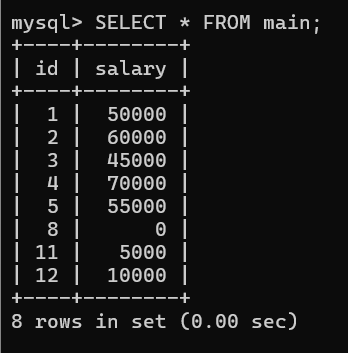 mysql> SELECT * FROM main;
+----+--------+
| id | salary |
+----+--------+
|  1 |  50000 |
|  2 |  60000 |
|  3 |  45000 |
|  4 |  70000 |
|  5 |  55000 |
|  8 |      0 |
| 11 |   5000 |
| 12 |  10000 |
+----+--------+
8 rows in set (0.00 sec)